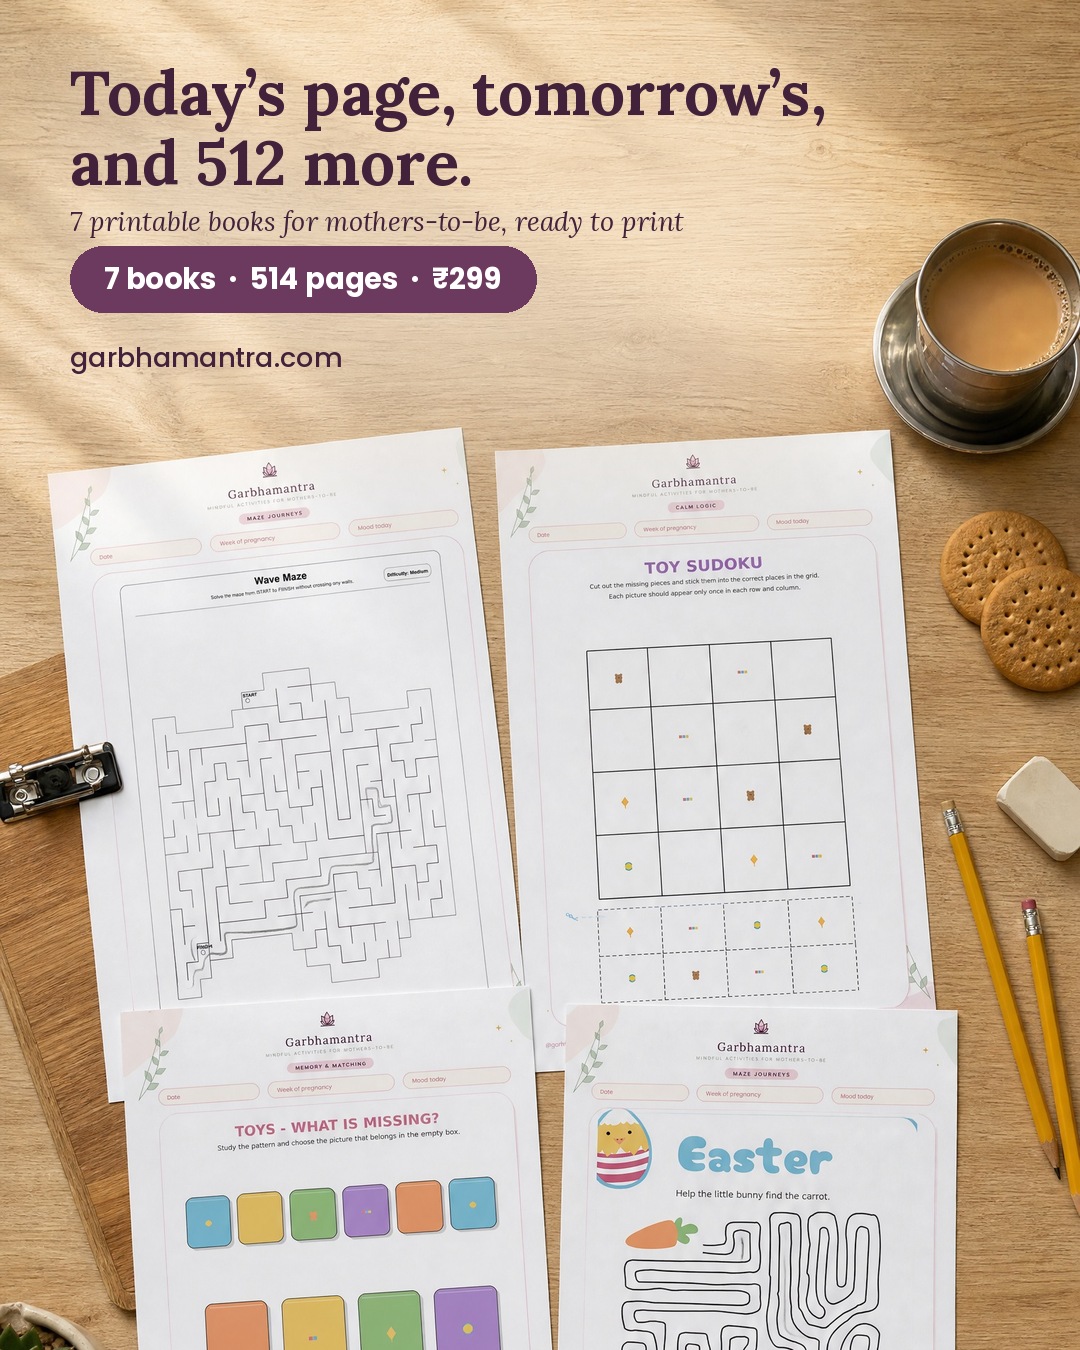 Today’s page, tomorrow’s,
and 512 more.
7 printable books for mothers-to-be, ready to print
7 books · 514 pages · ₹299
garbhamantra.com
Garbhamantra
MINDFUL ACTIVITIES FOR MOTHERS-TO-BE
MAZE JOURNEYS
Date
Week of pregnancy
Mood today
Wave Maze
Difficulty: Medium
Solve the maze from START to FINISH without crossing any walls.
START
FINISH
Garbhamantra
MINDFUL ACTIVITIES FOR MOTHERS-TO-BE
CALM LOGIC
Date
Week of pregnancy
Mood today
TOY SUDOKU
Cut out the missing pieces and stick them into the correct places in the grid.
Each picture should appear only once in each row and column.
Garbhamantra
MINDFUL ACTIVITIES FOR MOTHERS-TO-BE
MEMORY & MATCHING
Date
Week of pregnancy
Mood today
TOYS - WHAT IS MISSING?
Study the pattern and choose the picture that belongs in the empty box.
Garbhamantra
MINDFUL ACTIVITIES FOR MOTHERS-TO-BE
MAZE JOURNEYS
Date
Week of pregnancy
Mood today
Easter
Help the little bunny find the carrot.